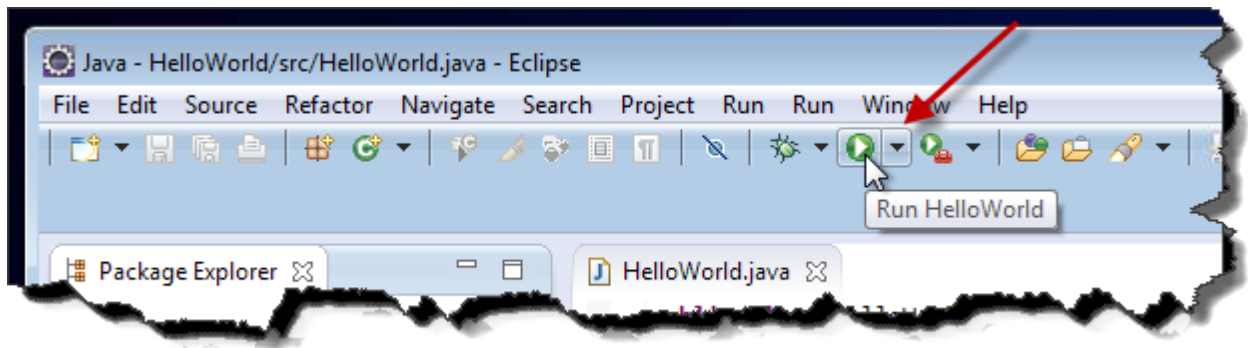 Java - HelloWorld/src/HelloWorld.java - Eclipse
File Edit Source Refactor Navigate Search Project Run Run Window Help
Run HelloWorld
Package Explorer
HelloWorld.java